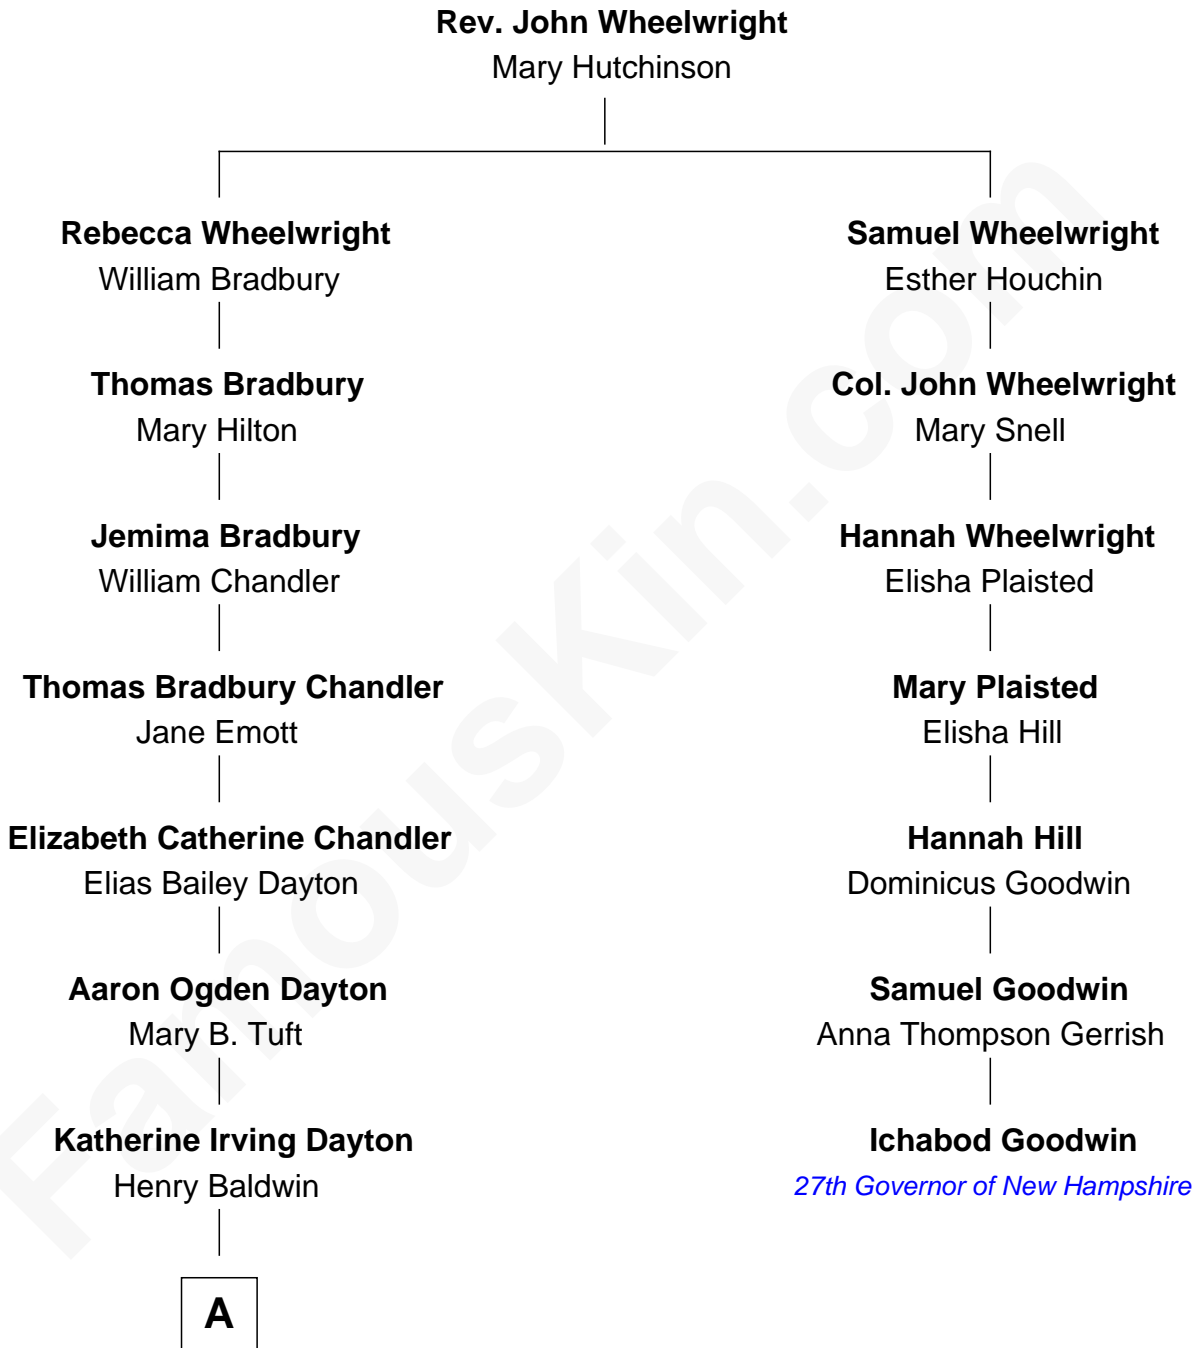 Rev. John Wheelwright
Mary Hutchinson
Rebecca Wheelwright
William Bradbury
Samuel Wheelwright
Esther Houchin
Thomas Bradbury
Mary Hilton
Col. John Wheelwright
Mary Snell
Jemima Bradbury
William Chandler
Hannah Wheelwright
Elisha Plaisted
Thomas Bradbury Chandler
Jane Emott
Mary Plaisted
Elisha Hill
Elizabeth Catherine Chandler
Elias Bailey Dayton
Hannah Hill
Dominicus Goodwin
Aaron Ogden Dayton
Mary B. Tuft
Samuel Goodwin
Anna Thompson Gerrish
Katherine Irving Dayton
Henry Baldwin
Ichabod Goodwin
27th Governor of New Hampshire
A
FamousKin.com